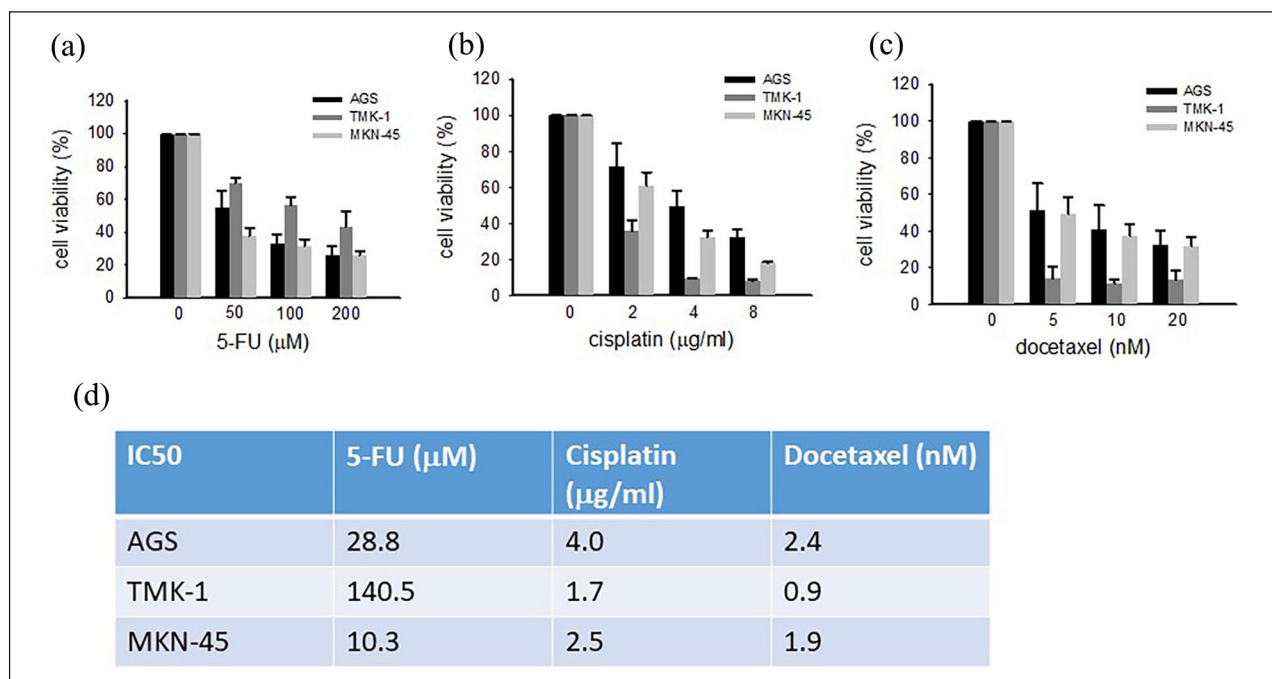 (a)
AGS
TMK-1
MKN-45
120
100
80
60
40
20
0
cell viability (%)
0 50 100 200
5-FU (μM)
(b)
AGS
TMK-1
MKN-45
120
100
80
60
40
20
0
cell viability (%)
0 2 4 8
cisplatin (μg/ml)
(c)
AGS
TMK-1
MKN-45
120
100
80
60
40
20
0
cell viability (%)
0 5 10 20
docetaxel (nM)
(d)
IC50 5-FU (μM) Cisplatin Docetaxel (nM)
(μg/ml)
AGS 28.8 4.0 2.4
TMK-1 140.5 1.7 0.9
MKN-45 10.3 2.5 1.9